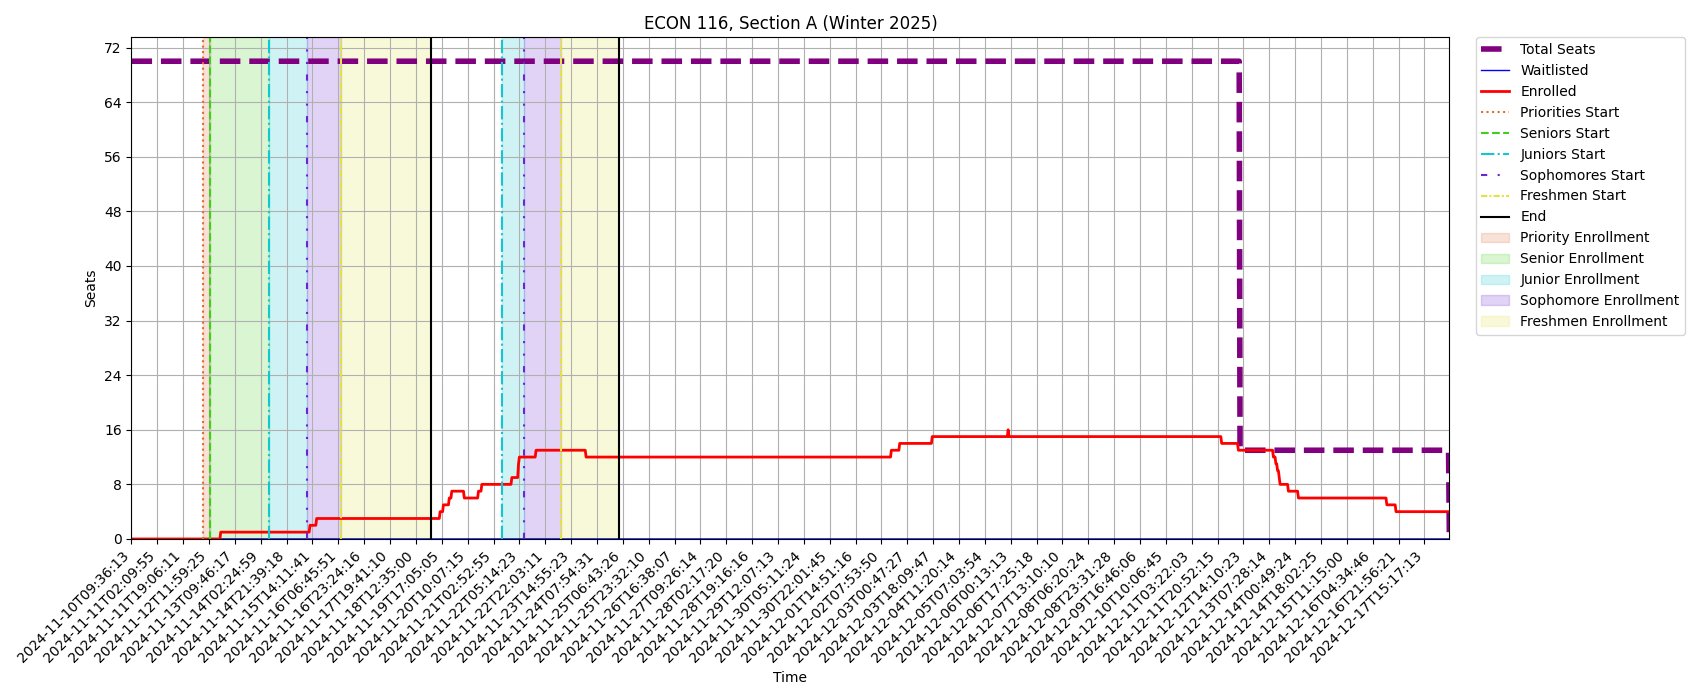 ECON 116, Section A (Winter 2025)
Seats
72
64
56
48
40
32
24
16
8
0
2024-11-10T09:36:13
2024-11-11T02:09:55
2024-11-11T19:06:11
2024-11-12T11:59:25
2024-11-13T09:46:17
2024-11-14T02:24:59
2024-11-14T21:39:18
2024-11-15T14:11:41
2024-11-16T06:45:51
2024-11-16T23:24:16
2024-11-17T19:41:10
2024-11-18T12:35:00
2024-11-19T17:05:05
2024-11-20T10:07:15
2024-11-21T02:52:55
2024-11-22T05:14:23
2024-11-22T22:03:11
2024-11-23T14:55:23
2024-11-24T07:54:31
2024-11-25T06:43:26
2024-11-25T23:32:10
2024-11-26T16:38:07
2024-11-27T09:26:14
2024-11-28T02:17:20
2024-11-28T19:16:16
2024-11-29T12:07:13
2024-11-30T05:11:24
2024-11-30T22:01:45
2024-12-01T14:51:16
2024-12-02T07:53:50
2024-12-03T00:47:27
2024-12-03T18:09:47
2024-12-04T11:20:14
2024-12-05T07:03:54
2024-12-06T00:13:13
2024-12-06T17:25:18
2024-12-07T13:10:10
2024-12-08T06:20:24
2024-12-08T23:31:28
2024-12-09T16:46:06
2024-12-10T10:06:45
2024-12-11T03:22:03
2024-12-11T20:52:15
2024-12-12T14:10:23
2024-12-13T07:28:14
2024-12-14T00:49:24
2024-12-14T18:02:25
2024-12-15T11:15:00
2024-12-16T04:34:46
2024-12-16T21:56:21
2024-12-17T15:17:13
Time
Total Seats
Waitlisted
Enrolled
Priorities Start
Seniors Start
Juniors Start
Sophomores Start
Freshmen Start
End
Priority Enrollment
Senior Enrollment
Junior Enrollment
Sophomore Enrollment
Freshmen Enrollment